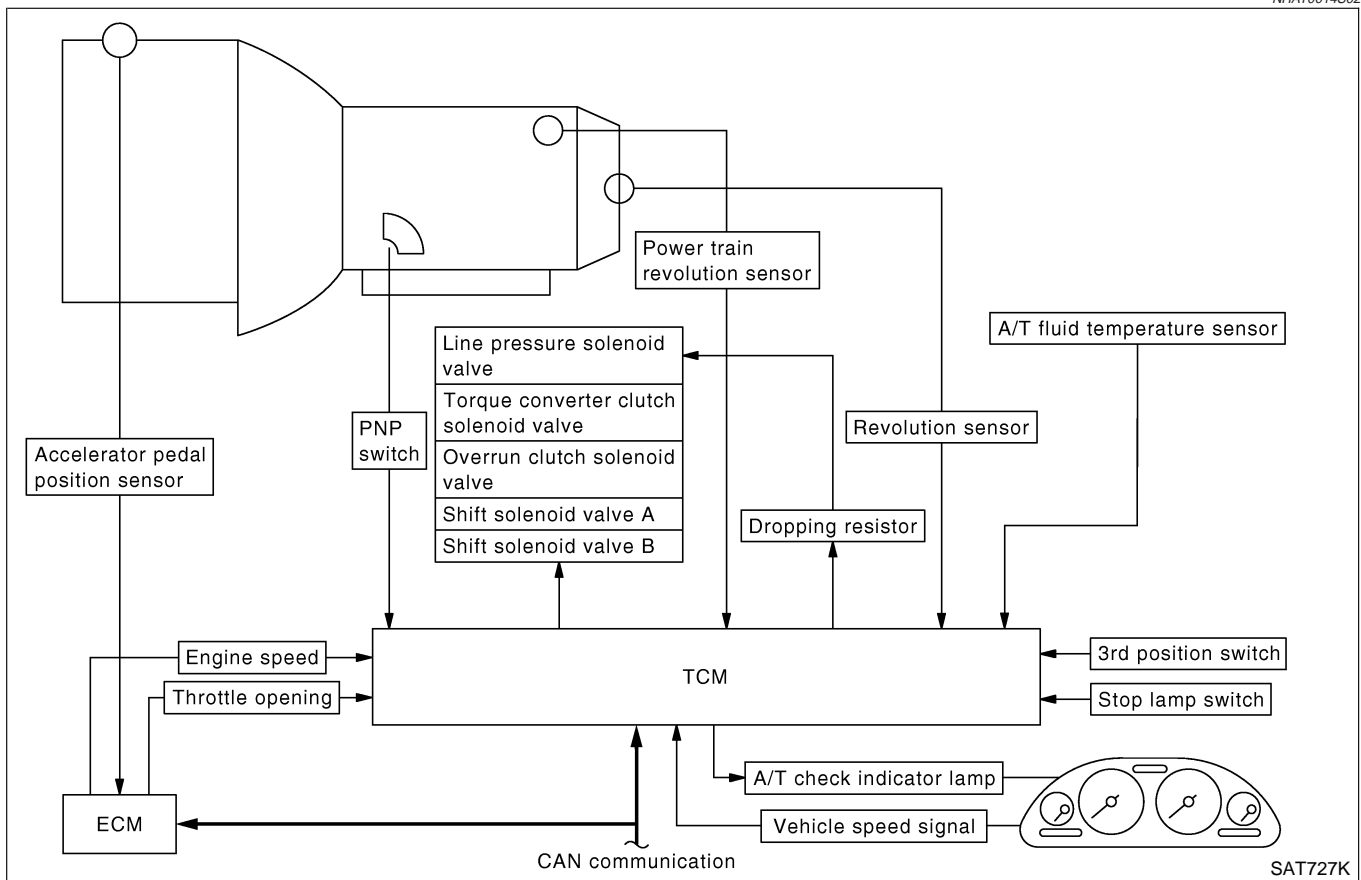 Power train
revolution sensor
A/T fluid temperature sensor
Line pressure solenoid
valve
Torque converter clutch
solenoid valve
Overrun clutch solenoid
valve
Shift solenoid valve A
Shift solenoid valve B
PNP
switch
Revolution sensor
Accelerator pedal
position sensor
Dropping resistor
Engine speed
Throttle opening
TCM
3rd position switch
Stop lamp switch
A/T check indicator lamp
Vehicle speed signal
ECM
CAN communication
SAT727K